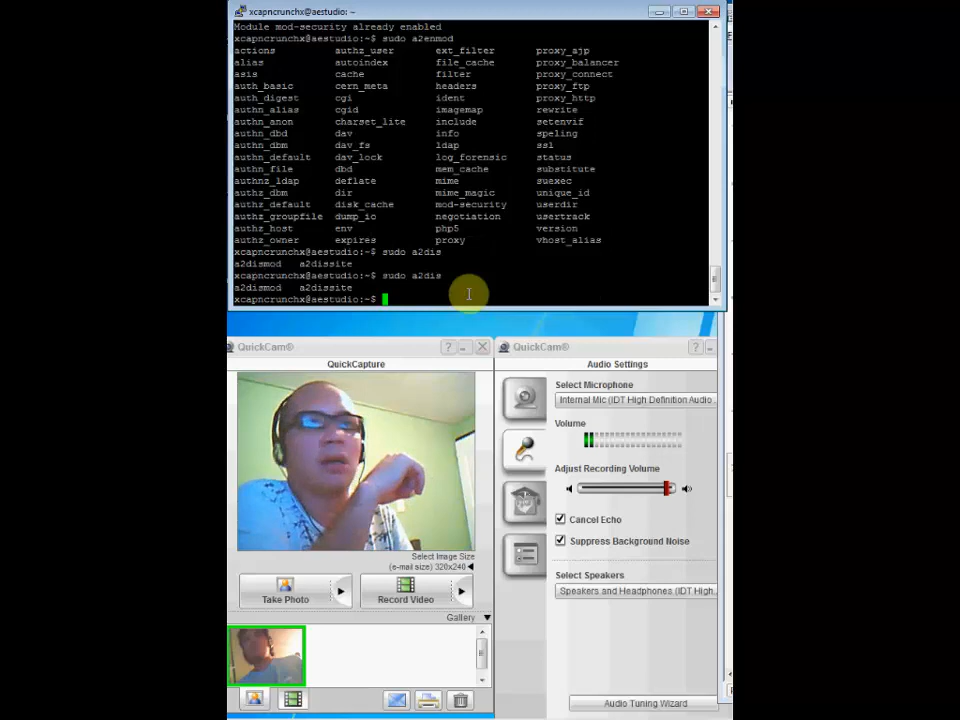 xcapncrunchx@aestudio: ~
Module mod-security already enabled
xcapncrunchx@aestudio:~$ sudo a2enmod
actions authz_user ext_filter proxy_ajp
alias autoindex file_cache proxy_balancer
asis cache filter proxy_connect
auth_basic cern_meta headers proxy_ftp
auth_digest cgi ident proxy_http
authn_alias cgid imagemap rewrite
authn_anon charset_lite include setenvif
authn_dbd dav info speling
authn_dbm dav_fs ldap ssl
authn_default dav_lock log_forensic status
authn_file dbd mem_cache substitute
authnz_ldap deflate mime suexec
authz_dbm dir mime_magic unique_id
authz_default disk_cache mod-security userdir
authz_groupfile dump_io negotiation usertrack
authz_host env php5 version
authz_owner expires proxy vhost_alias
xcapncrunchx@aestudio:~$ sudo a2dis
a2dismod a2dissite
xcapncrunchx@aestudio:~$ sudo a2dis
a2dismod a2dissite
xcapncrunchx@aestudio:~$
QuickCam®
QuickCapture
Select Image Size
(e-mail size) 320x240
Take Photo
Record Video
Gallery
QuickCam®
Audio Settings
Select Microphone
Internal Mic (IDT High Definition Audio
Volume
Adjust Recording Volume
Cancel Echo
Suppress Background Noise
Select Speakers
Speakers and Headphones (IDT High
Audio Tuning Wizard